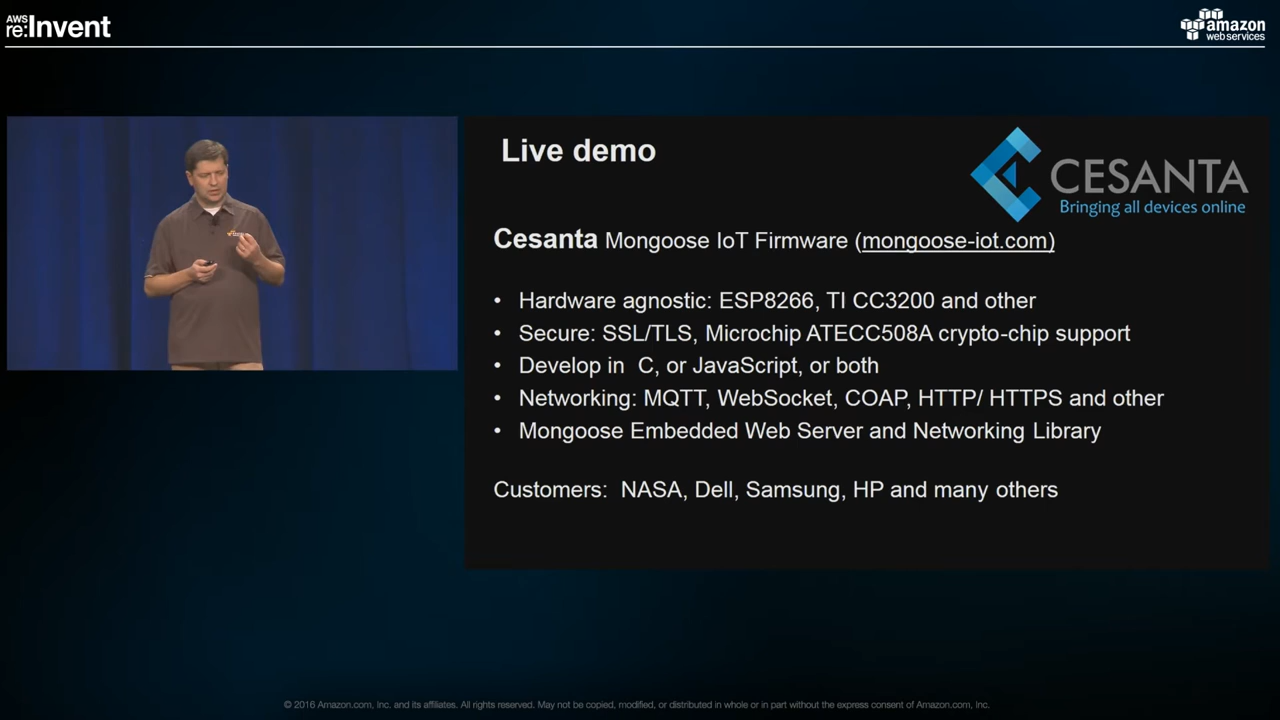 AWS
re:Invent
amazon
web services
Live demo
CESANTA
Bringing all devices online
Cesanta Mongoose IoT Firmware (mongoose-iot.com)
• Hardware agnostic: ESP8266, TI CC3200 and other
• Secure: SSL/TLS, Microchip ATECC508A crypto-chip support
• Develop in C, or JavaScript, or both
• Networking: MQTT, WebSocket, COAP, HTTP/ HTTPS and other
• Mongoose Embedded Web Server and Networking Library
Customers: NASA, Dell, Samsung, HP and many others
© 2016 Amazon.com, Inc. and its affiliates. All rights reserved. May not be copied, modified, or distributed in whole or in part without the express consent of Amazon.com, Inc.